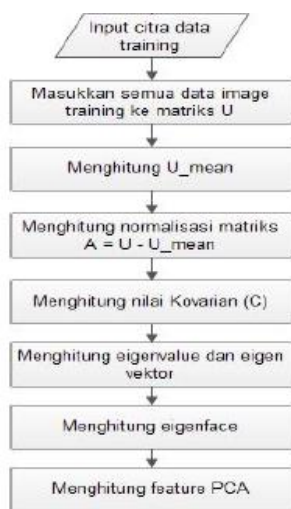 Input citra data
training
Masukkan semua data image
training ke matriks U
Menghitung U_mean
Menghitung normalisasi matriks
A = U - U_mean
Menghitung nilai Kovarian (C)
Menghitung eigenvalue dan eigen
vektor
Menghitung eigenface
Menghitung feature PCA